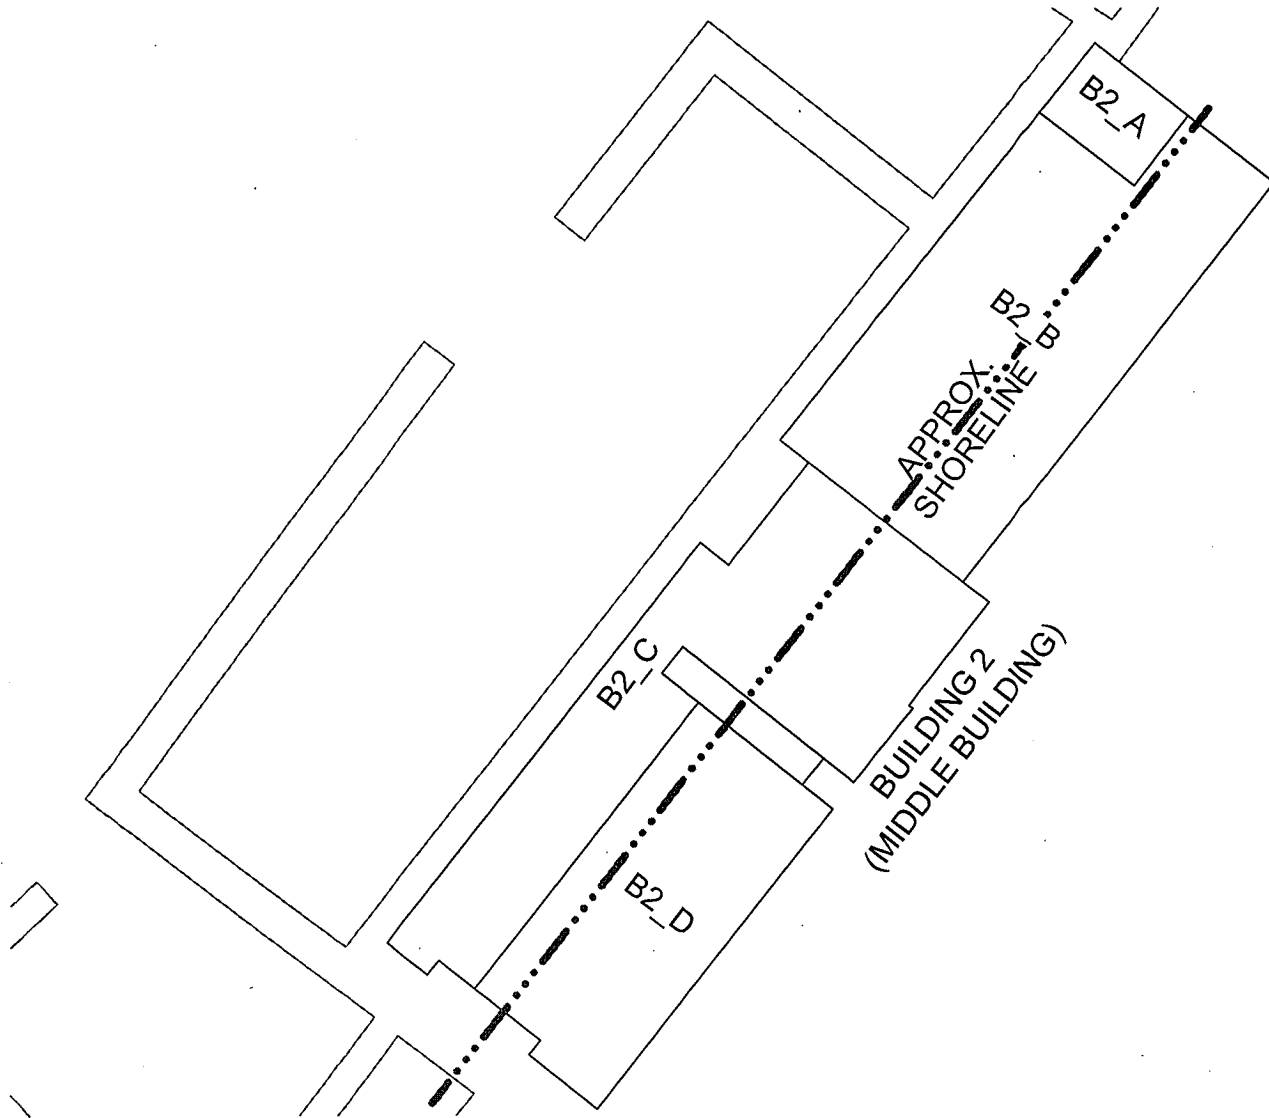 B2_A
B2_B
APPROX.
SHORELINE
B2_C
BUILDING 2
(MIDDLE BUILDING)
B2_D